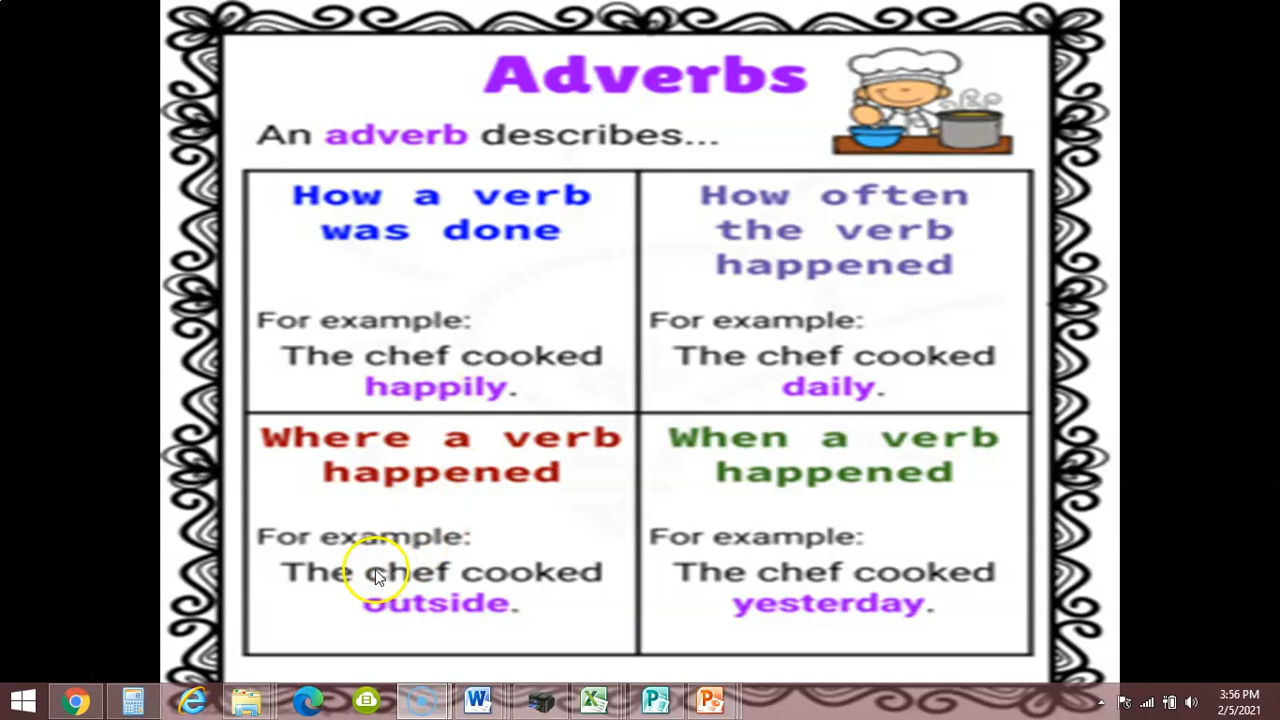 Adverbs
An adverb describes...
How a verb
was done
For example:
The chef cooked
happily.
How often
the verb
happened
For example:
The chef cooked
daily.
Where a verb
happened
For example:
The chef cooked
outside.
When a verb
happened
For example:
The chef cooked
yesterday.
3:56 PM
2/5/2021